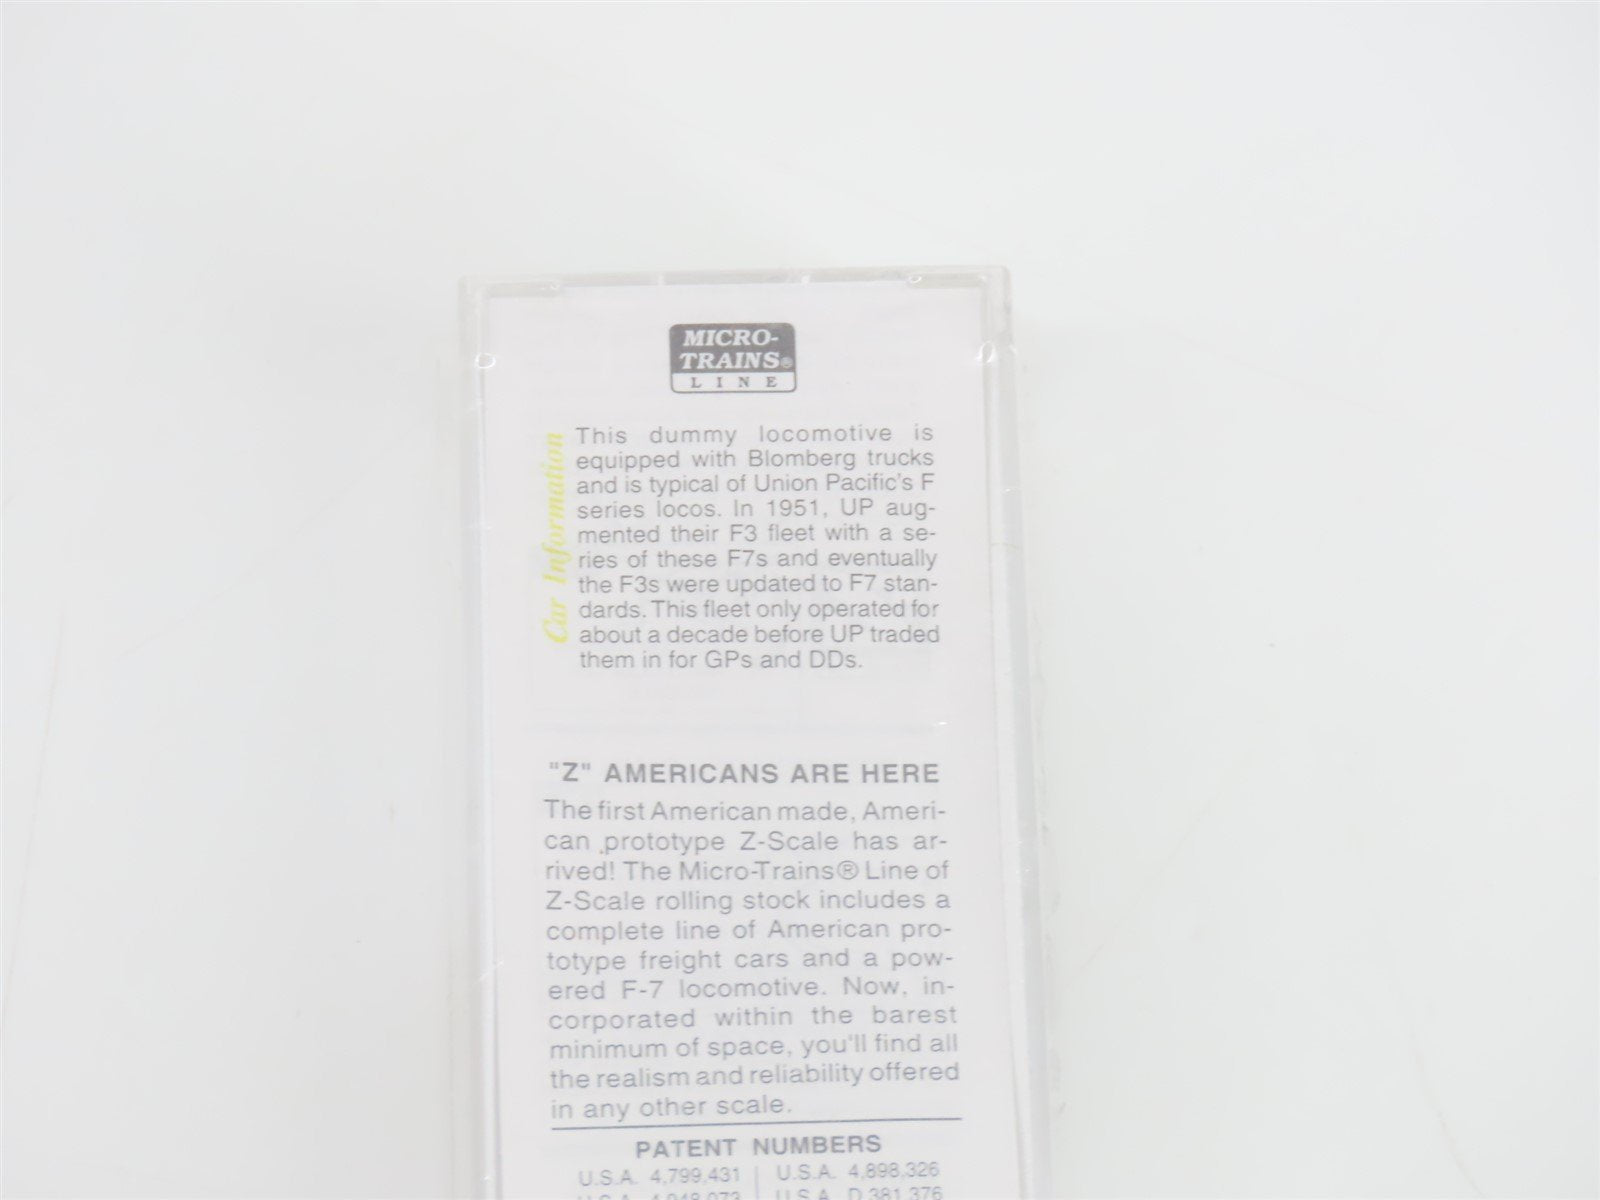 MICRO-
TRAINS®
LINE
Car Information
This dummy locomotive is
equipped with Blomberg trucks
and is typical of Union Pacific's F
series locos. In 1951, UP aug-
mented their F3 fleet with a se-
ries of these F7s and eventually
the F3s were updated to F7 stan-
dards. This fleet only operated for
about a decade before UP traded
them in for GPs and DDs.
"Z" AMERICANS ARE HERE
The first American made, Ameri-
can prototype Z-Scale has ar-
rived! The Micro-Trains® Line of
Z-Scale rolling stock includes a
complete line of American pro-
totype freight cars and a pow-
ered F-7 locomotive. Now, in-
corporated within the barest
minimum of space, you'll find all
the realism and reliability offered
in any other scale.
PATENT NUMBERS
U.S.A. 4,799,431 | U.S.A. 4,898,326
U.S.A. 4,948,073 | U.S.A. D 381,376